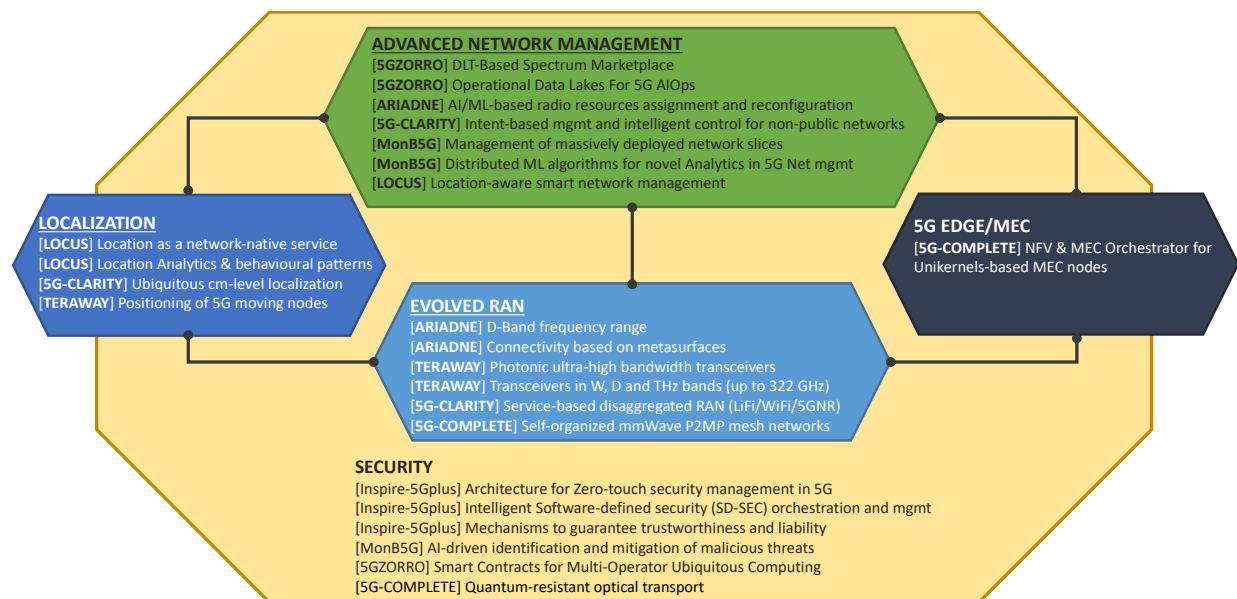 ADVANCED NETWORK MANAGEMENT
[5GZORRO] DLT-Based Spectrum Marketplace
[5GZORRO] Operational Data Lakes For 5G AIOps
[ARIADNE] AI/ML-based radio resources assignment and reconfiguration
[5G-CLARITY] Intent-based mgmt and intelligent control for non-public networks
[MonB5G] Management of massively deployed network slices
[MonB5G] Distributed ML algorithms for novel Analytics in 5G Net mgmt
[LOCUS] Location-aware smart network management
LOCALIZATION
[LOCUS] Location as a network-native service
[LOCUS] Location Analytics & behavioural patterns
[5G-CLARITY] Ubiquitous cm-level localization
[TERAWAY] Positioning of 5G moving nodes
5G EDGE/MEC
[5G-COMPLETE] NFV & MEC Orchestrator for
Unikernels-based MEC nodes
EVOLVED RAN
[ARIADNE] D-Band frequency range
[ARIADNE] Connectivity based on metasurfaces
[TERAWAY] Photonic ultra-high bandwidth transceivers
[TERAWAY] Transceivers in W, D and THz bands (up to 322 GHz)
[5G-CLARITY] Service-based disaggregated RAN (LiFi/WiFi/5GNR)
[5G-COMPLETE] Self-organized mmWave P2MP mesh networks
SECURITY
[Inspire-5Gplus] Architecture for Zero-touch security management in 5G
[Inspire-5Gplus] Intelligent Software-defined security (SD-SEC) orchestration and mgmt
[Inspire-5Gplus] Mechanisms to guarantee trustworthiness and liability
[MonB5G] AI-driven identification and mitigation of malicious threats
[5GZORRO] Smart Contracts for Multi-Operator Ubiquitous Computing
[5G-COMPLETE] Quantum-resistant optical transport